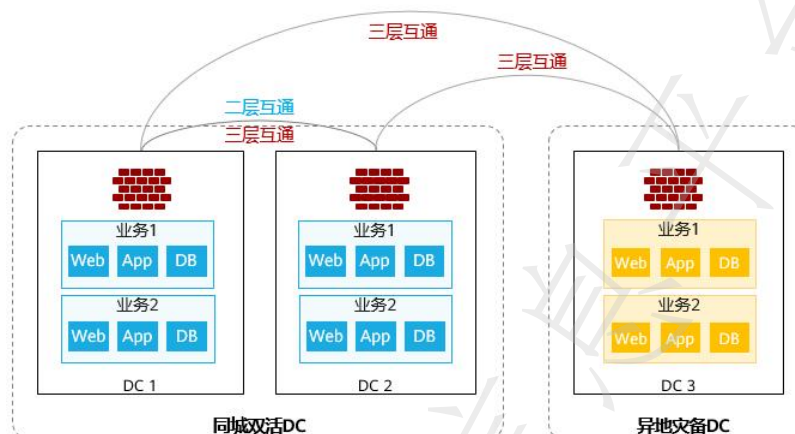 三层互通
三层互通
二层互通
三层互通
业务1
Web App DB
业务2
Web App DB
DC 1
业务1
Web App DB
业务2
Web App DB
DC 2
同城双活DC
业务1
Web App DB
业务2
Web App DB
DC 3
异地灾备DC